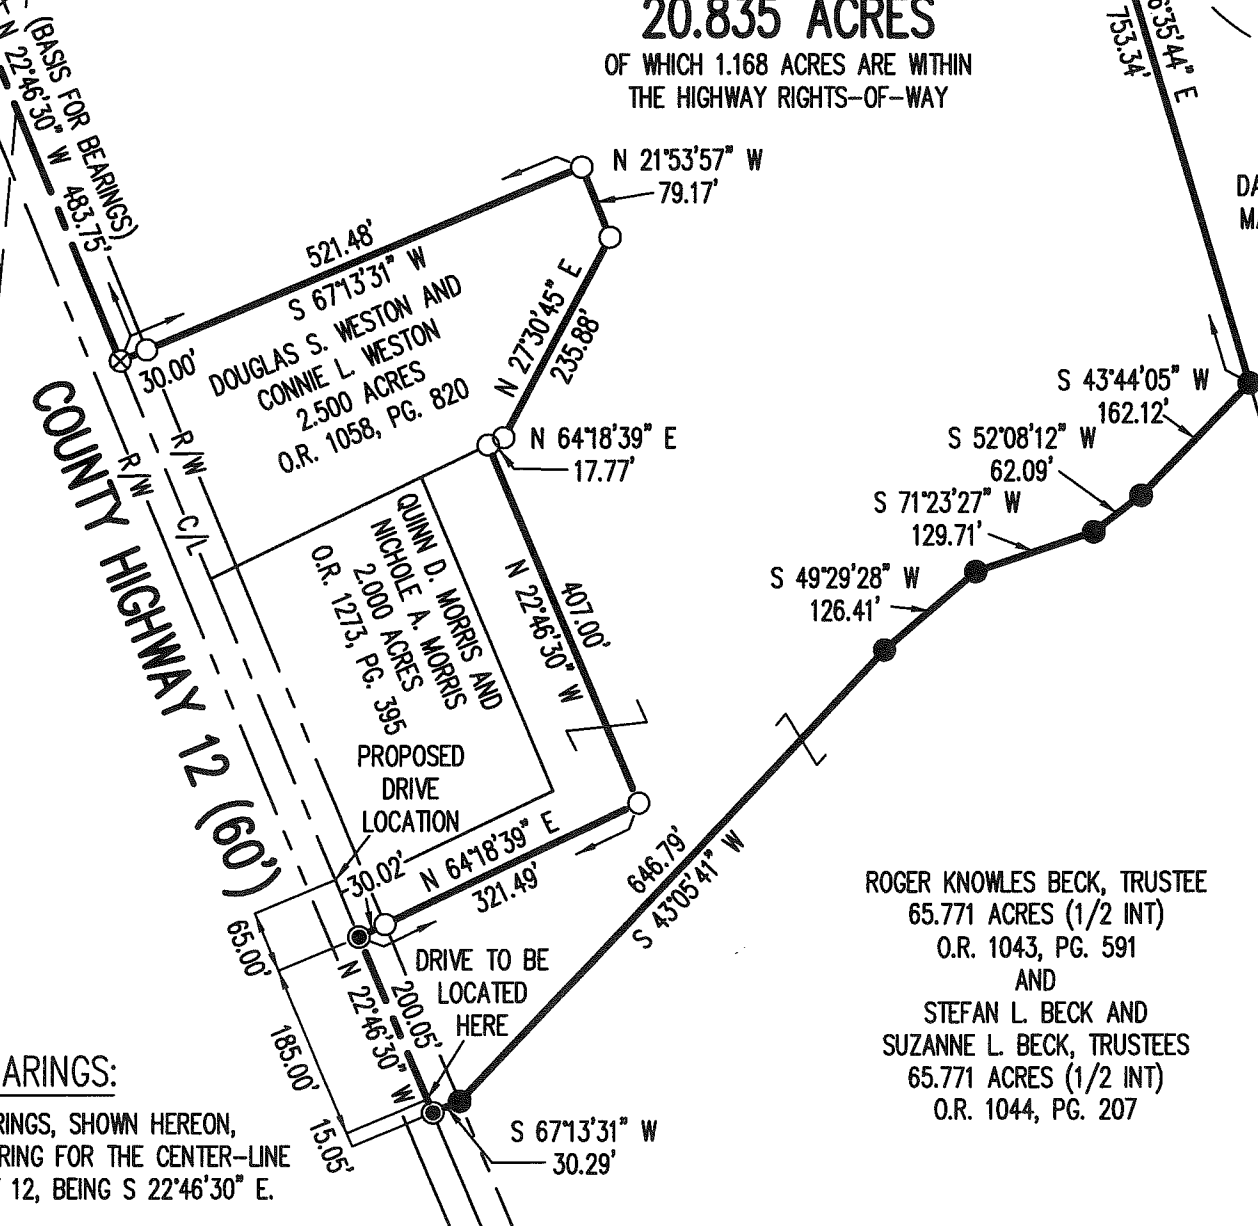 20.835 ACRES
OF WHICH 1.168 ACRES ARE WITHIN
THE HIGHWAY RIGHTS-OF-WAY
(BASIS FOR BEARINGS)
N 22°46'30" W 483.75'
6°35'44" E
753.34'
N 21°53'57" W
79.17'
521.48'
S 67°13'31" W
DOUGLAS S. WESTON AND
CONNIE L. WESTON
2.500 ACRES
O.R. 1058, PG. 820
N 27°30'45" E
235.88'
30.00'
N 64°18'39" E
17.77'
S 43°44'05" W
162.12'
S 52°08'12" W
62.09'
S 71°23'27" W
129.71'
S 49°29'28" W
126.41'
R/W
R/W
C/L
COUNTY HIGHWAY 12 (60')
QUINN D. MORRIS AND
NICHOLE A. MORRIS
2.000 ACRES
O.R. 1273, PG. 395
407.00'
N 22°46'30" W
PROPOSED
DRIVE
LOCATION
30.02'
N 64°18'39" E
321.49'
646.79'
S 43°05'41" W
65.00'
185.00'
15.05'
N 22°46'30" W
200.05'
DRIVE TO BE
LOCATED
HERE
S 67°13'31" W
30.29'
ROGER KNOWLES BECK, TRUSTEE
65.771 ACRES (1/2 INT)
O.R. 1043, PG. 591
AND
STEFAN L. BECK AND
SUZANNE L. BECK, TRUSTEES
65.771 ACRES (1/2 INT)
O.R. 1044, PG. 207
DA
MA
ARINGS:
RINGS, SHOWN HEREON,
RING FOR THE CENTER-LINE
12, BEING S 22°46'30" E.